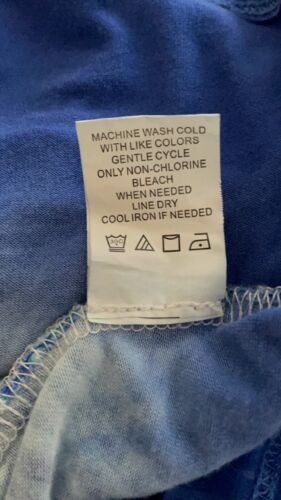 MACHINE WASH COLD
WITH LIKE COLORS
GENTLE CYCLE
ONLY NON-CHLORINE
BLEACH
WHEN NEEDED
LINE DRY
COOL IRON IF NEEDED